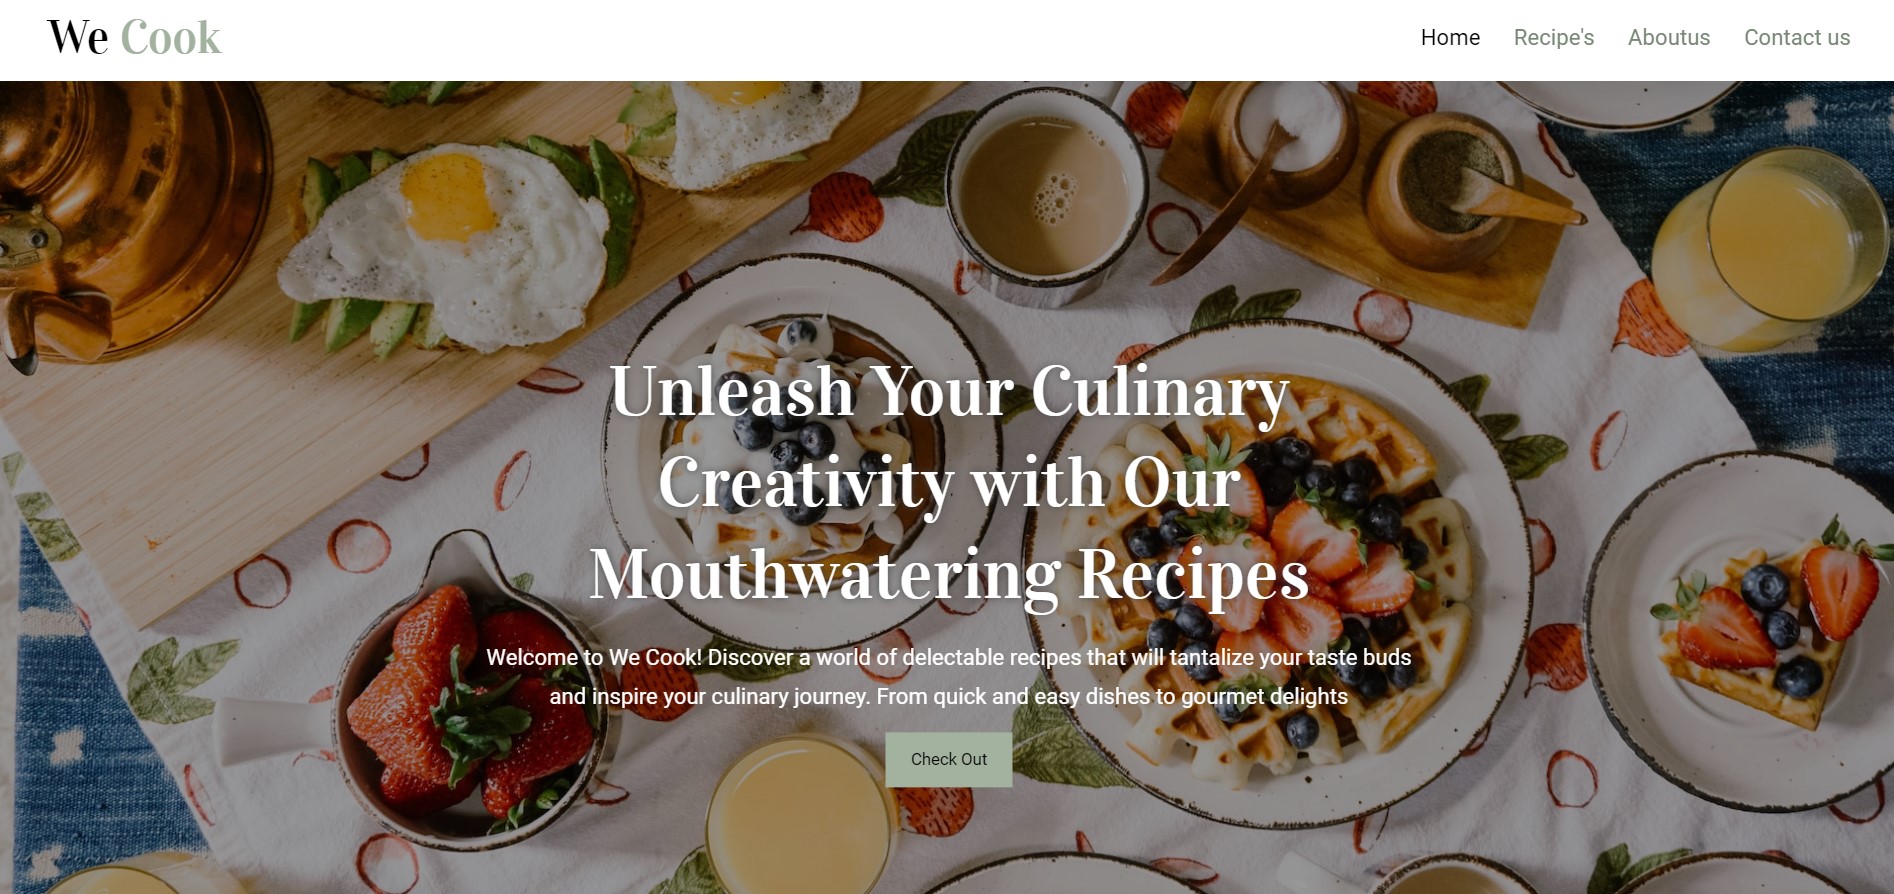 We Cook
Home Recipe's Aboutus Contact us
Unleash Your Culinary
Creativity with Our
Mouthwatering Recipes
Welcome to We Cook! Discover a world of delectable recipes that will tantalize your taste buds
and inspire your culinary journey. From quick and easy dishes to gourmet delights
Check Out